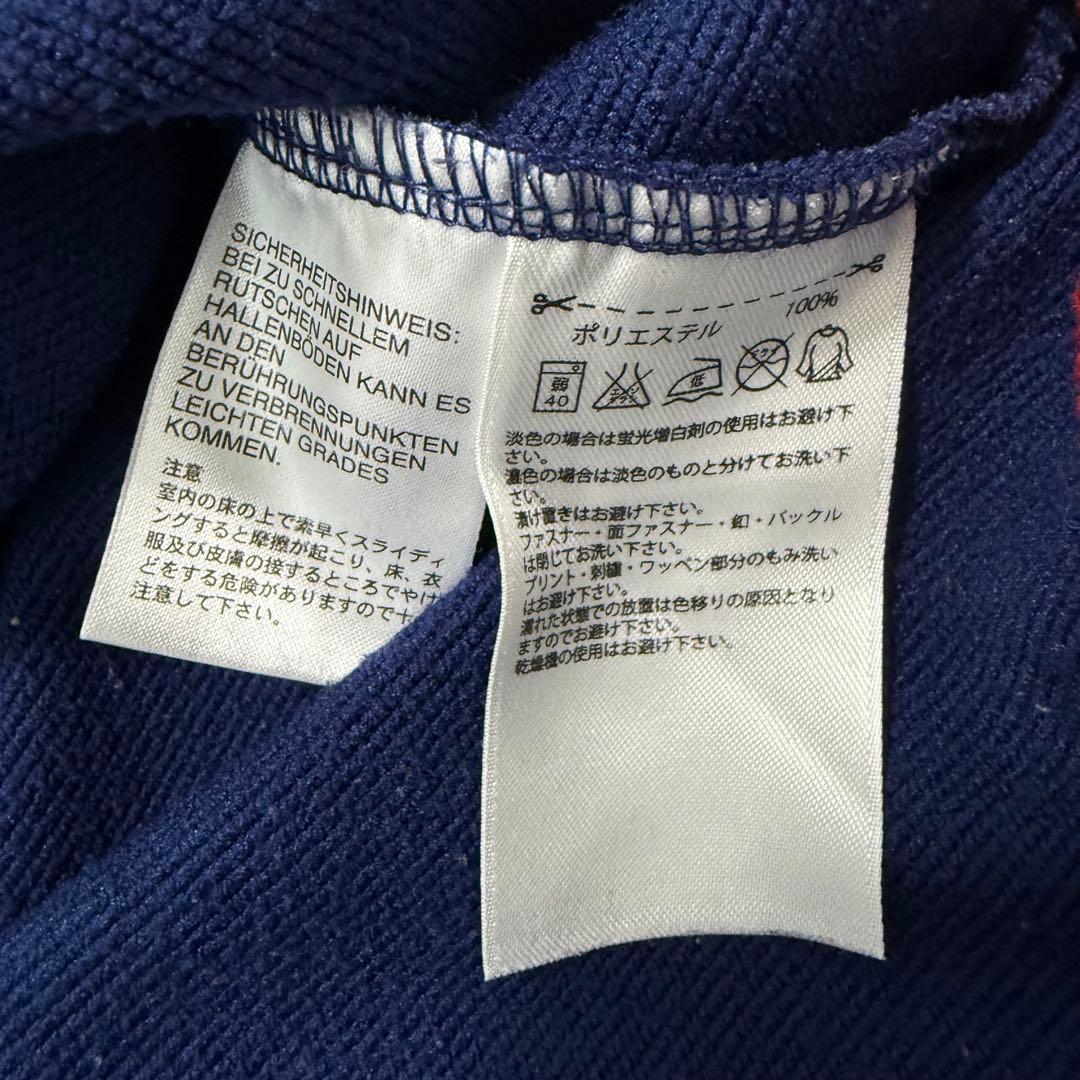 SICHERHEITSHINWEIS:
BEI ZU SCHNELLEM
RUTSCHEN AUF
HALLENBÖDEN KANN ES
AN DEN
BERÜHRUNGSPUNKTEN
ZU VERBRENNUNGEN
LEICHTEN GRADES
KOMMEN.
注意
室内の床の上で素早くスライディ
ングすると摩擦が起こり、床、衣
服及び皮膚の接するところでやけ
どをする危険がありますので十
注意して下さい。
ポリエステル 100%
弱
40
エンソ
サラシ
低
ドライ
淡色の場合は蛍光増白剤の使用はお避け下
さい。
濃色の場合は淡色のものと分けてお洗い下
さい。
漬け置きはお避け下さい。
ファスナー・面ファスナー・釦・バックル
は閉じてお洗い下さい。
プリント・刺繍・ワッペン部分のもみ洗い
はお避け下さい。
濡れた状態での放置は色移りの原因となり
ますのでお避け下さい。
乾燥機の使用はお避け下さい。